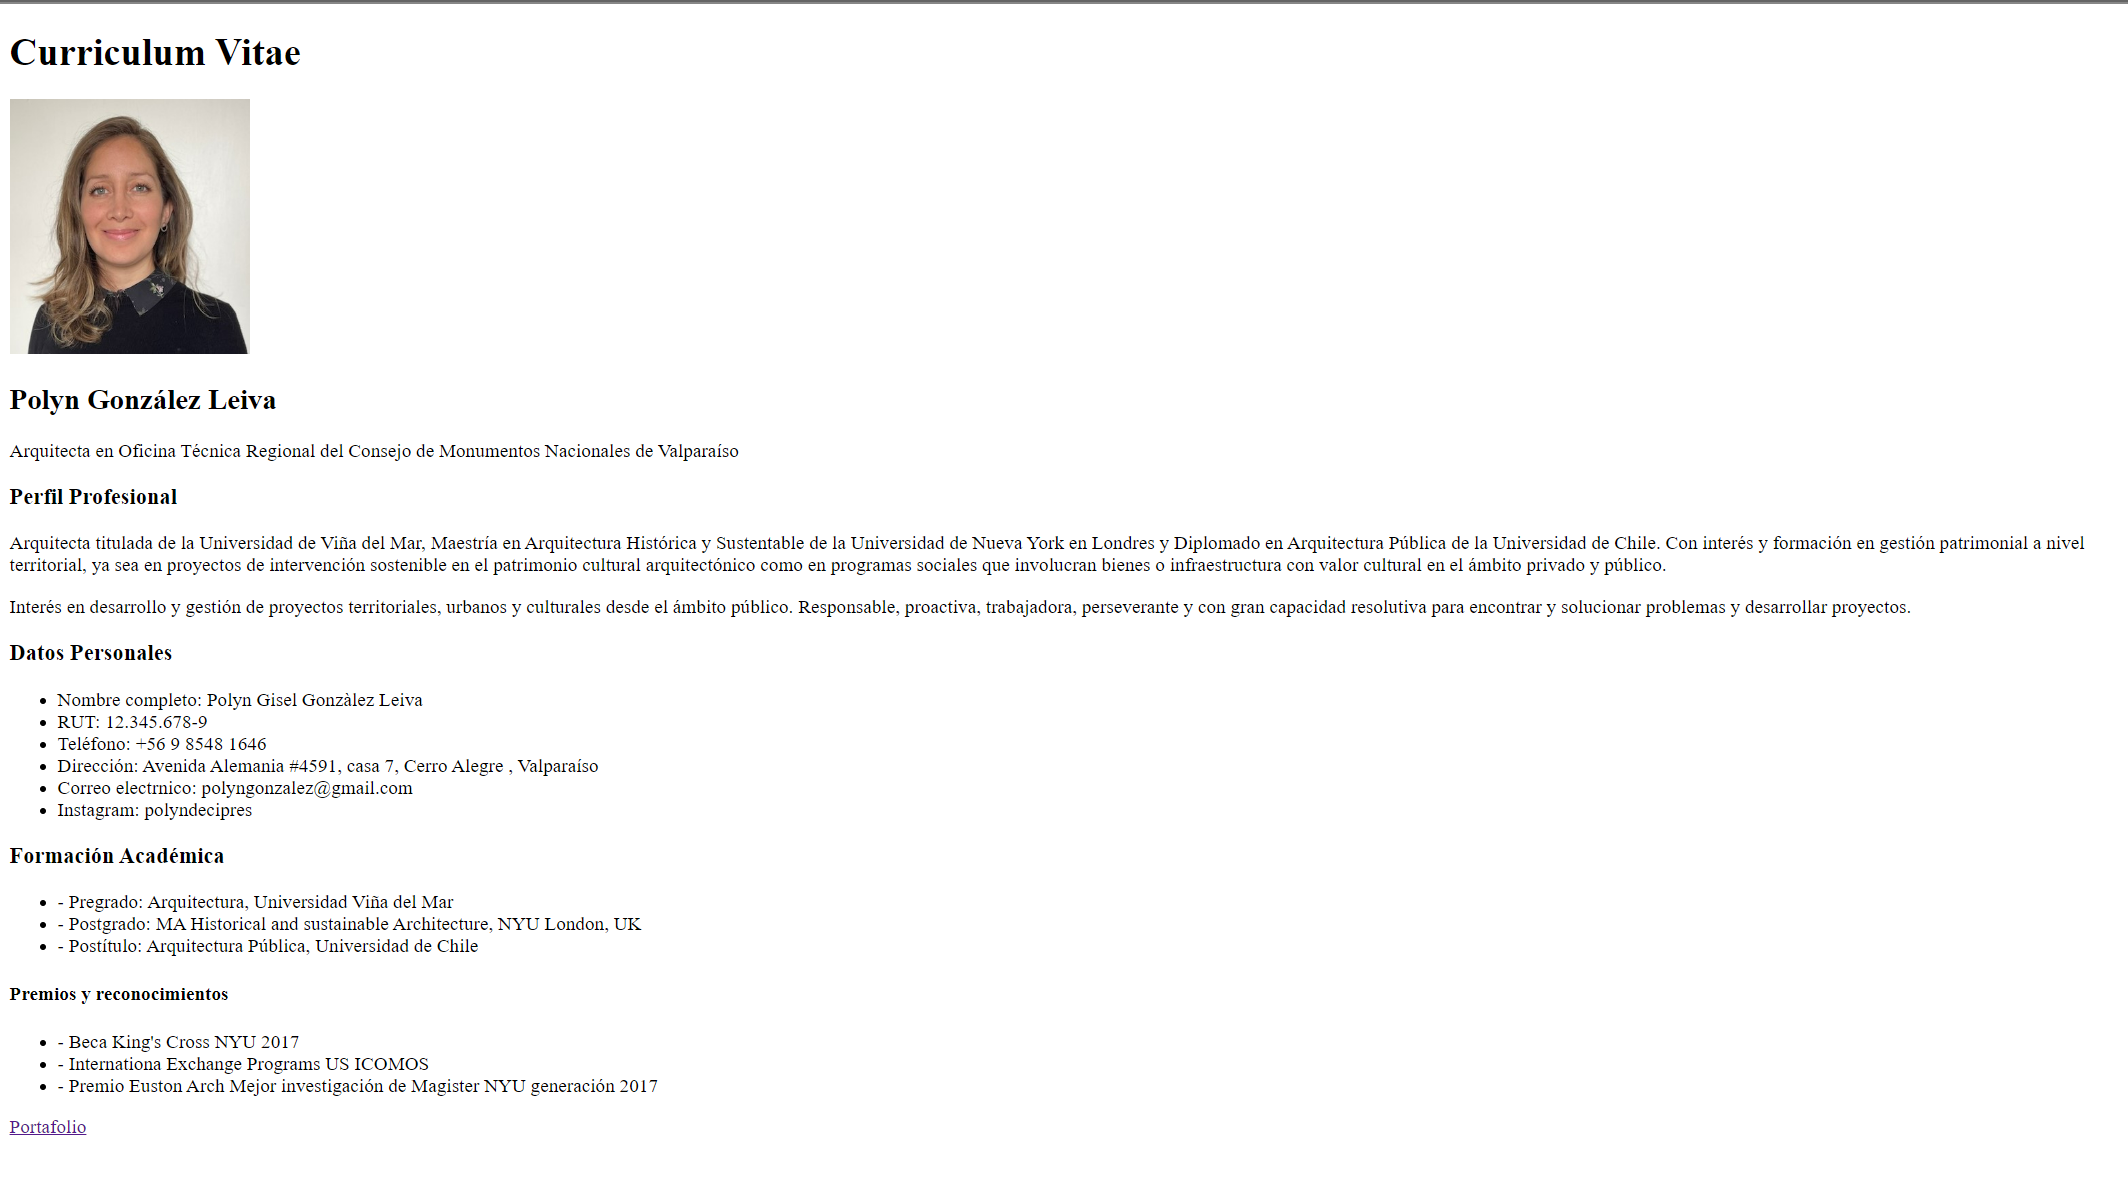 Curriculum Vitae
Polyn González Leiva
Arquitecta en Oficina Técnica Regional del Consejo de Monumentos Nacionales de Valparaíso
Perfil Profesional
Arquitecta titulada de la Universidad de Viña del Mar, Maestría en Arquitectura Histórica y Sustentable de la Universidad de Nueva York en Londres y Diplomado en Arquitectura Pública de la Universidad de Chile. Con interés y formación en gestión patrimonial a nivel
territorial, ya sea en proyectos de intervención sostenible en el patrimonio cultural arquitectónico como en programas sociales que involucran bienes o infraestructura con valor cultural en el ámbito privado y público.
Interés en desarrollo y gestión de proyectos territoriales, urbanos y culturales desde el ámbito público. Responsable, proactiva, trabajadora, perseverante y con gran capacidad resolutiva para encontrar y solucionar problemas y desarrollar proyectos.
Datos Personales
• Nombre completo: Polyn Gisel Gonzàlez Leiva
• RUT: 12.345.678-9
• Teléfono: +56 9 8548 1646
• Dirección: Avenida Alemania #4591, casa 7, Cerro Alegre , Valparaíso
• Correo electrnico: polyngonzalez@gmail.com
• Instagram: polyndecipres
Formación Académica
• - Pregrado: Arquitectura, Universidad Viña del Mar
• - Postgrado: MA Historical and sustainable Architecture, NYU London, UK
• - Postítulo: Arquitectura Pública, Universidad de Chile
Premios y reconocimientos
• - Beca King's Cross NYU 2017
• - Internationa Exchange Programs US ICOMOS
• - Premio Euston Arch Mejor investigación de Magister NYU generación 2017
Portafolio